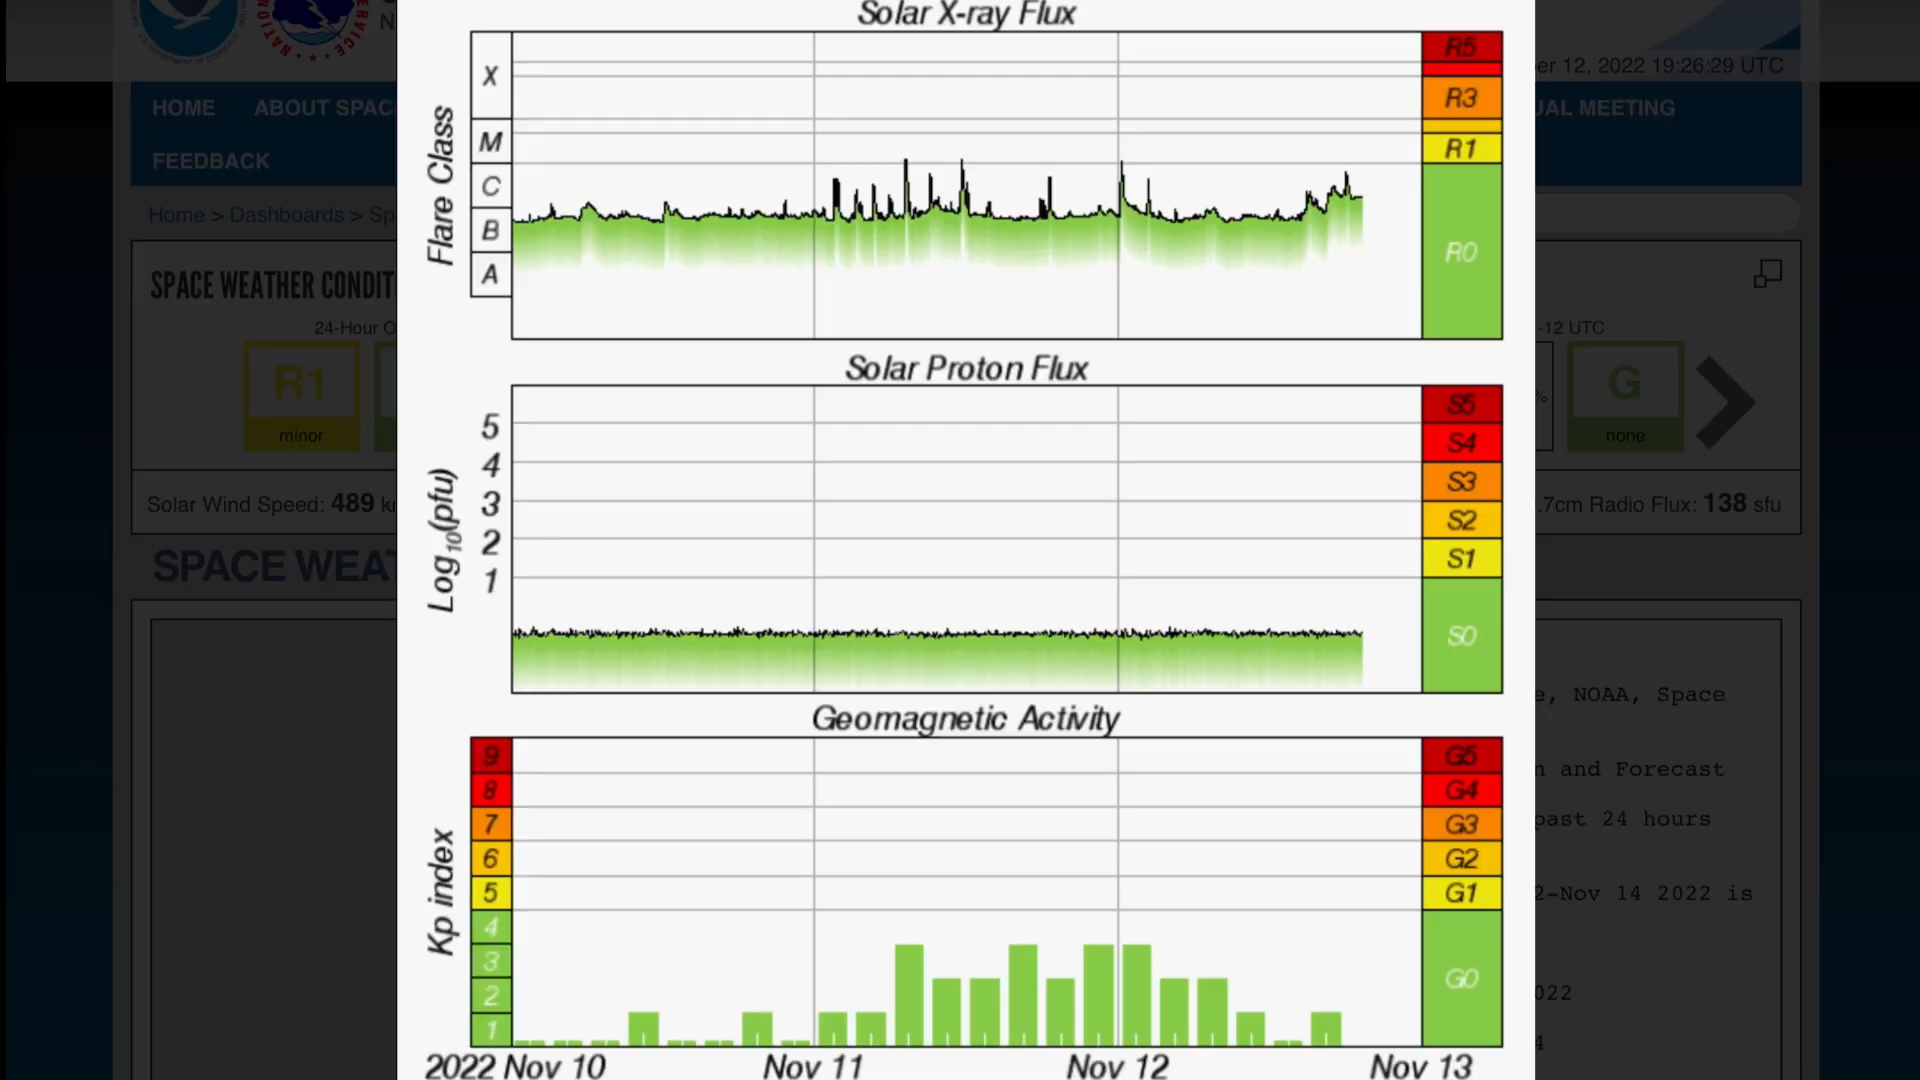 Solar X-ray Flux
Flare Class
X
M
C
B
A
R5
R3
R1
R0
Solar Proton Flux
Log10(pfu)
5
4
3
2
1
S5
S4
S3
S2
S1
S0
Geomagnetic Activity
Kp index
9
8
7
6
5
4
3
2
1
G5
G4
G3
G2
G1
G0
2022 Nov 10 Nov 11 Nov 12 Nov 13
12, 2022 19:26:29 UTC
HOME ABOUT SPAC
MEETING
FEEDBACK
Home > Dashboards > Sp
SPACE WEATHER CONDIT
24-Hour
-12 UTC
R1
minor
G
none
Solar Wind Speed: 489
.7cm Radio Flux: 138 sfu
SPACE WEAT
, NOAA, Space
and Forecast
past 24 hours
-Nov 14 2022 is
022
4